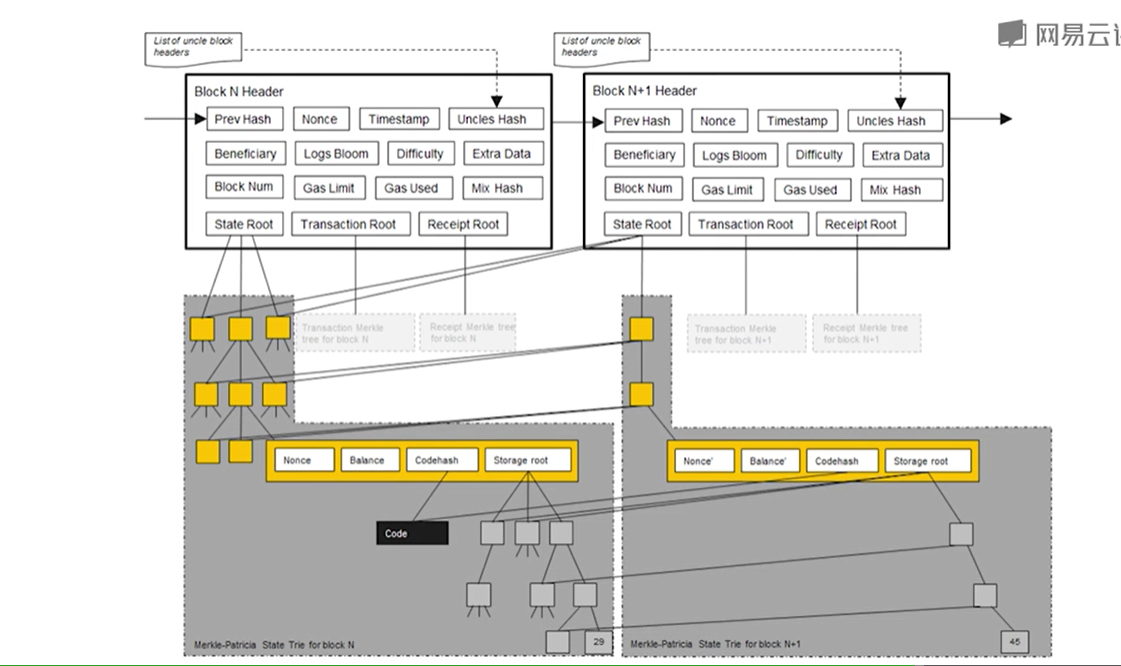 网易云
List of uncle block
headers
List of uncle block
headers
Block N Header
Prev Hash
Nonce
Timestamp
Uncles Hash
Beneficiary
Logs Bloom
Difficulty
Extra Data
Block Num
Gas Limit
Gas Used
Mix Hash
State Root
Transaction Root
Receipt Root
Block N+1 Header
Prev Hash
Nonce
Timestamp
Uncles Hash
Beneficiary
Logs Bloom
Difficulty
Extra Data
Block Num
Gas Limit
Gas Used
Mix Hash
State Root
Transaction Root
Receipt Root
Transaction Merkle
tree for block N
Receipt Merkle tree
for block N
Transaction Merkle
tree for block N+1
Receipt Merkle tree
for block N+1
Nonce
Balance
Codehash
Storage root
Nonce'
Balance'
Codehash
Storage root
Code
29
45
Merkle-Patricia State Trie for block N
Merkle-Patricia State Trie for block N+1